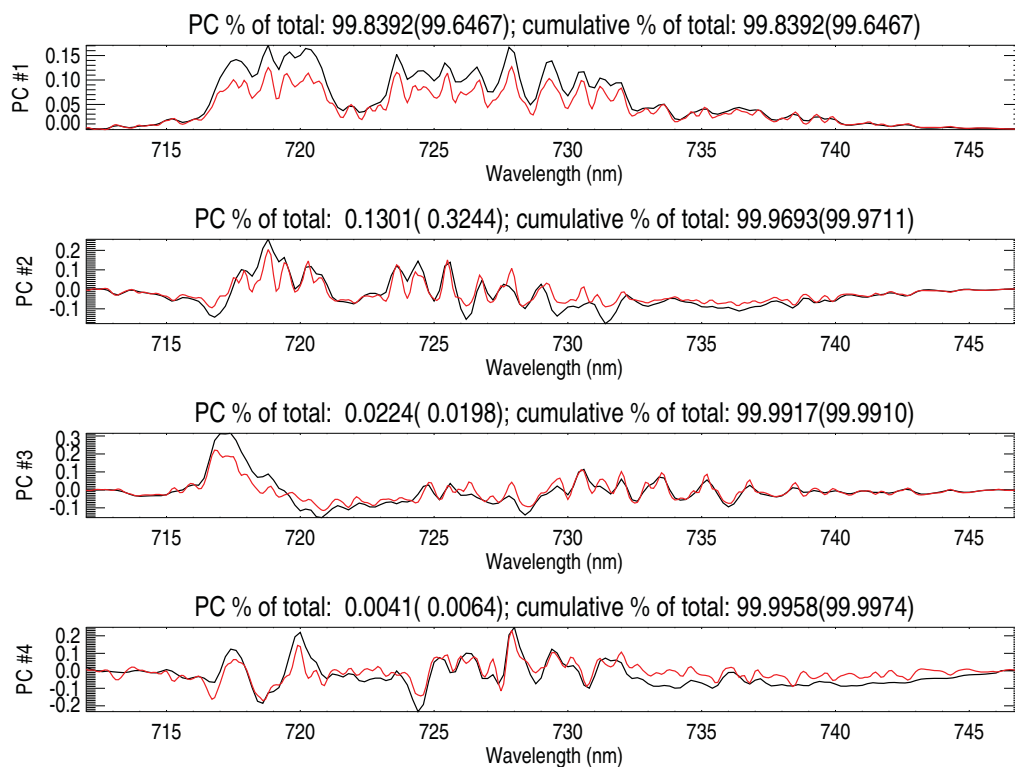 PC % of total: 99.8392(99.6467); cumulative % of total: 99.8392(99.6467)
PC #1
0.15
0.10
0.05
0.00
715 720 725 730 735 740 745
Wavelength (nm)
PC % of total: 0.1301( 0.3244); cumulative % of total: 99.9693(99.9711)
PC #2
0.2
0.1
0.0
-0.1
715 720 725 730 735 740 745
Wavelength (nm)
PC % of total: 0.0224( 0.0198); cumulative % of total: 99.9917(99.9910)
PC #3
0.3
0.2
0.1
0.0
-0.1
715 720 725 730 735 740 745
Wavelength (nm)
PC % of total: 0.0041( 0.0064); cumulative % of total: 99.9958(99.9974)
PC #4
0.2
0.1
0.0
-0.1
-0.2
715 720 725 730 735 740 745
Wavelength (nm)